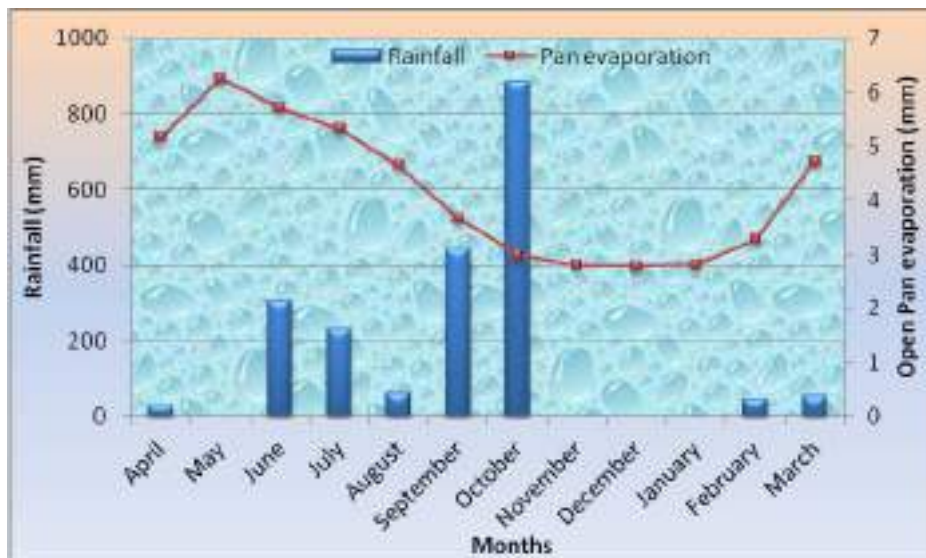 Rainfall Pan evaporation
Rainfall (mm)
1000
800
600
400
200
0
Open Pan evaporation (mm)
7
6
5
4
3
2
1
0
April May June July August September October November December January February March
Months